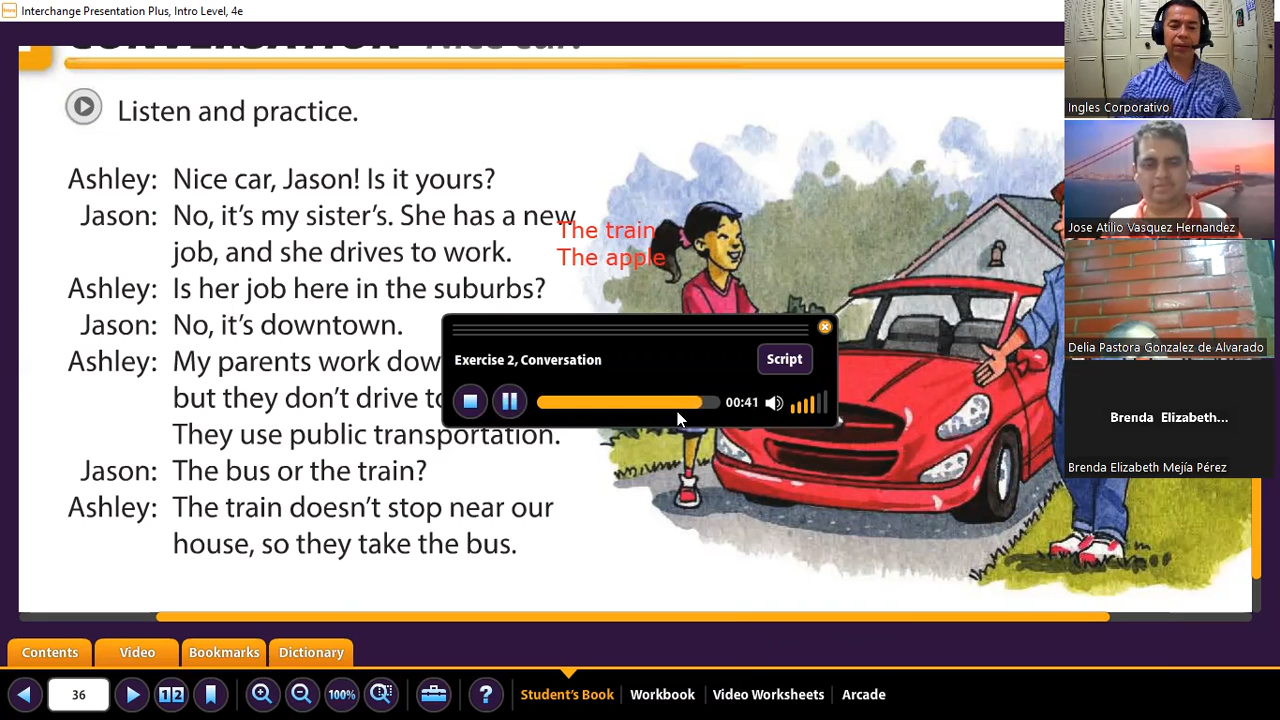 Interchange Presentation Plus, Intro Level, 4e
Listen and practice.
Ashley: Nice car, Jason! Is it yours?
Jason: No, it's my sister's. She has a new
job, and she drives to work.
The train
The apple
Ashley: Is her job here in the suburbs?
Jason: No, it's downtown.
Ashley: My parents work dow
but they don't drive to
They use public transportation.
Jason: The bus or the train?
Ashley: The train doesn't stop near our
house, so they take the bus.
Exercise 2, Conversation
Script
00:41
Ingles Corporativo
Jose Atilio Vasquez Hernandez
Delia Pastora Gonzalez de Alvarado
Brenda Elizabeth...
Brenda Elizabeth Mejía Pérez
Contents
Video
Bookmarks
Dictionary
36
1 2
100%
?
Student's Book
Workbook
Video Worksheets
Arcade